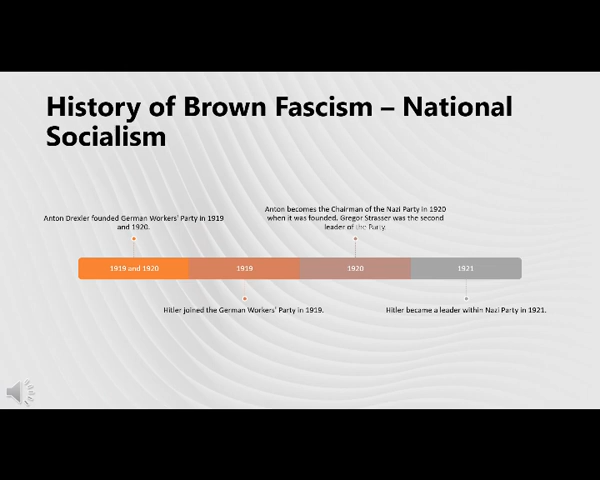 History of Brown Fascism – National
Socialism
Anton Drexler founded German Workers' Party in 1919
and 1920.
Anton becomes the Chairman of the Nazi Party in 1920
when it was founded. Gregor Strasser was the second
leader of the Party.
1919 and 1920
1919
1920
1921
Hitler joined the German Workers' Party in 1919.
Hitler became a leader within Nazi Party in 1921.